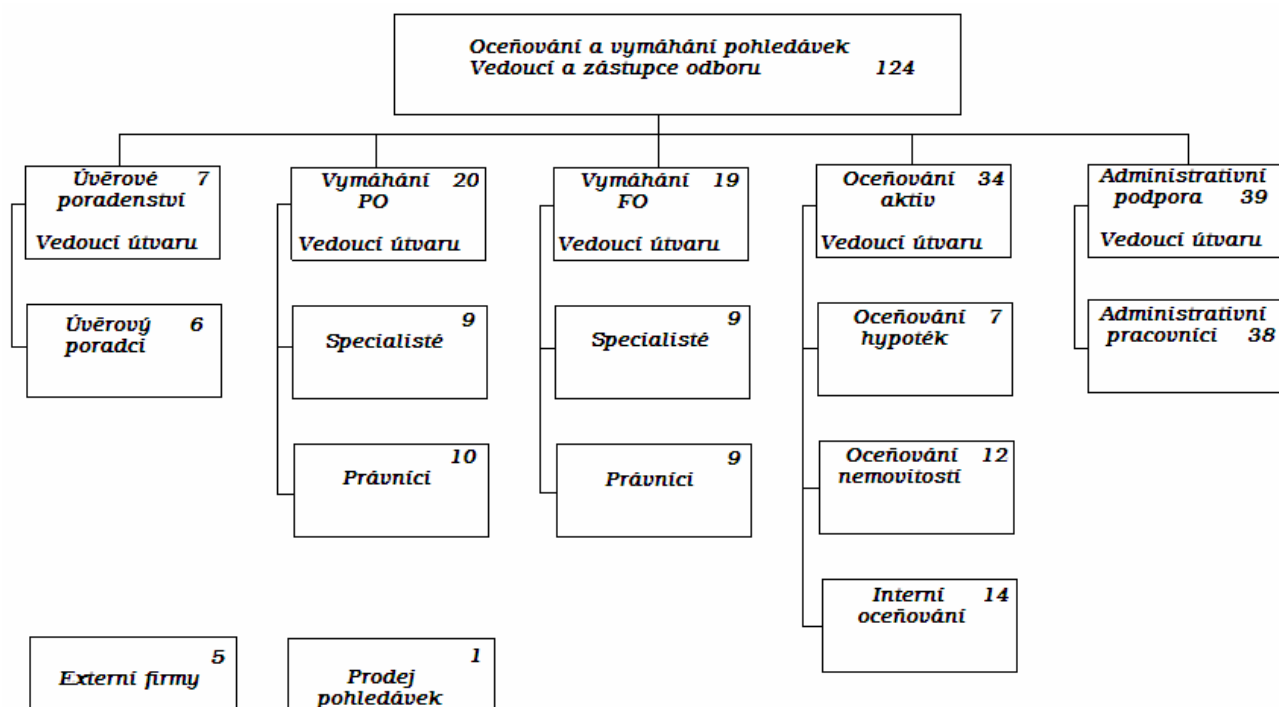 Oceňování a vymáhání pohledávek
Vedoucí a zástupce odboru 124
Úvěrové 7
poradenství
Vedoucí útvaru
Vymáhání 20
PO
Vedoucí útvaru
Vymáhání 19
FO
Vedoucí útvaru
Oceňování 34
aktiv
Vedoucí útvaru
Administrativní
podpora 39
Vedoucí útvaru
Úvěrový 6
poradci
9
Specialisté
9
Specialisté
Oceňování 7
hypoték
Administrativní
pracovníci 38
10
Právníci
9
Právníci
Oceňování 12
nemovitostí
Interní 14
oceňování
5
Externí firmy
1
Prodej
pohledávek